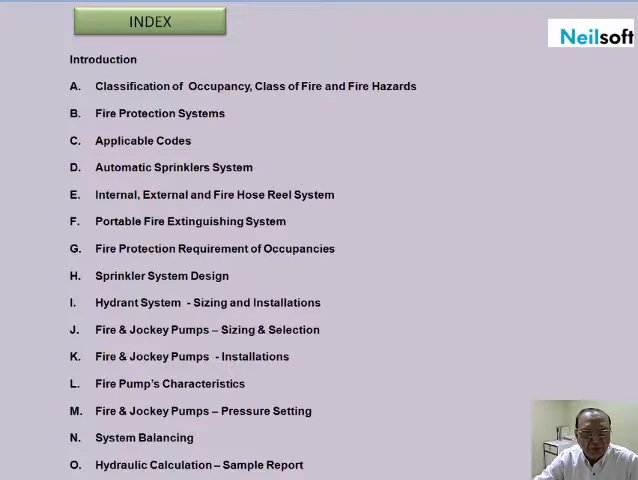 INDEX
Neilsoft
Introduction
A. Classification of Occupancy, Class of Fire and Fire Hazards
B. Fire Protection Systems
C. Applicable Codes
D. Automatic Sprinklers System
E. Internal, External and Fire Hose Reel System
F. Portable Fire Extinguishing System
G. Fire Protection Requirement of Occupancies
H. Sprinkler System Design
I. Hydrant System - Sizing and Installations
J. Fire & Jockey Pumps – Sizing & Selection
K. Fire & Jockey Pumps - Installations
L. Fire Pump's Characteristics
M. Fire & Jockey Pumps – Pressure Setting
N. System Balancing
O. Hydraulic Calculation – Sample Report